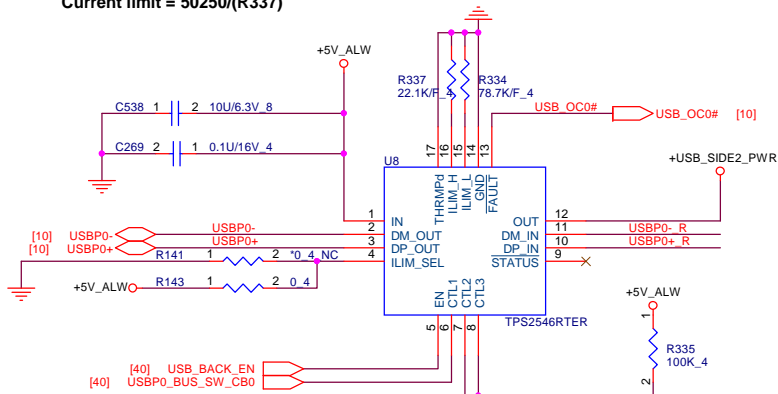 Current limit = 50250/(R337)
+5V_ALW
R337
22.1K/F_4
R334
78.7K/F_4
USB_OC0#
USB_OC0# [10]
C538 1 2 10U/6.3V_8
C269 2 1 0.1U/16V_4
+USB_SIDE2_PWR
17 16 15 14 13
U8
THRMPd
ILIM_H
ILIM_L
GND
FAULT
1 IN
OUT 12
[10] USBP0- USBP0- 2 DM_OUT
DM_IN 11 USBP0-_R
[10] USBP0+ USBP0+ 3 DP_OUT
DP_IN 10 USBP0+_R
R141 1 2 *0_4_NC 4 ILIM_SEL
STATUS 9
+5V_ALW R143 1 2 0_4
EN
CTL1
CTL2
CTL3
5 6 7 8
TPS2546RTER
+5V_ALW
1
R335
100K_4
2
[40] USB_BACK_EN
[40] USBP0_BUS_SW_CB0